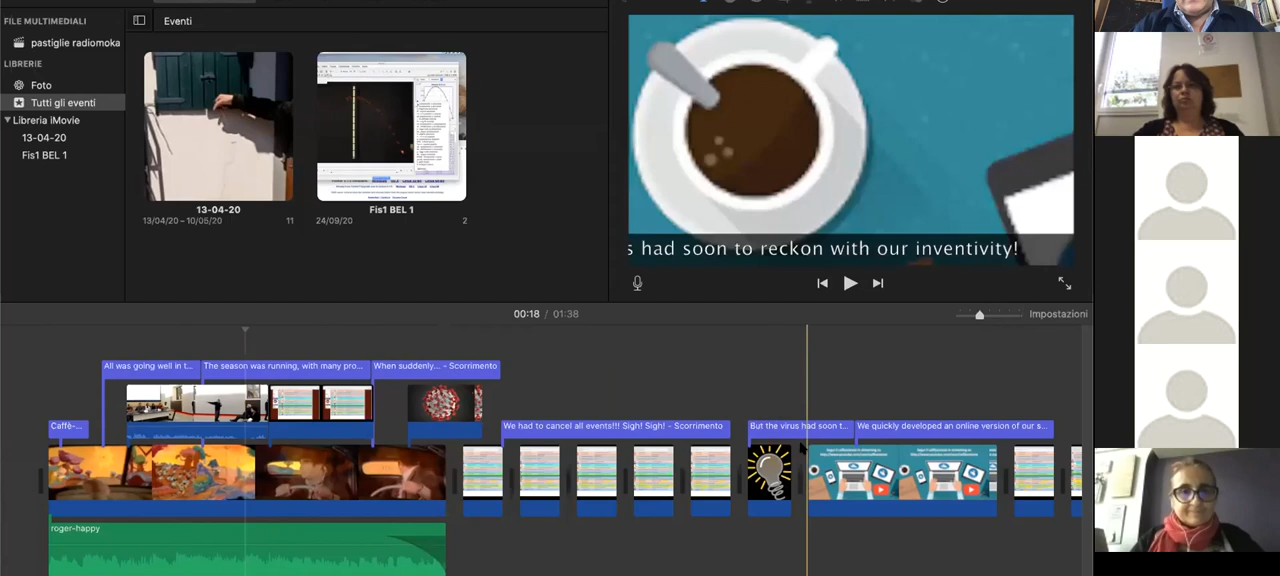 FILE MULTIMEDIALI
pastiglie radiomoka
LIBRERIE
Foto
Tutti gli eventi
Libreria iMovie
13-04-20
Fis1 BEL 1
Eventi
13-04-20
13/04/20 – 10/05/20
11
Fis1 BEL 1
24/09/20
2
s had soon to reckon with our inventivity!
00:18 / 01:38
Impostazioni
All was going well in t...
The season was running, with many pro...
When suddenly... - Scorrimento
Caffè-...
We had to cancel all events!!! Sigh! Sigh! - Scorrimento
But the virus had soon t...
We quickly developed an online version of our s...
roger-happy